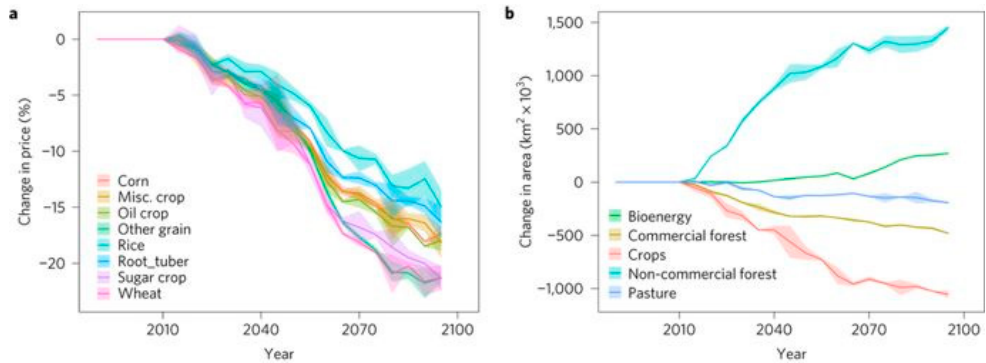 a
Change in price (%)
0
−5
−10
−15
−20
Corn
Misc. crop
Oil crop
Other grain
Rice
Root_tuber
Sugar crop
Wheat
2010 2040 2070 2100
Year
b
Change in area (km² × 10³)
1,500
1,000
500
0
−500
−1,000
Bioenergy
Commercial forest
Crops
Non-commercial forest
Pasture
2010 2040 2070 2100
Year